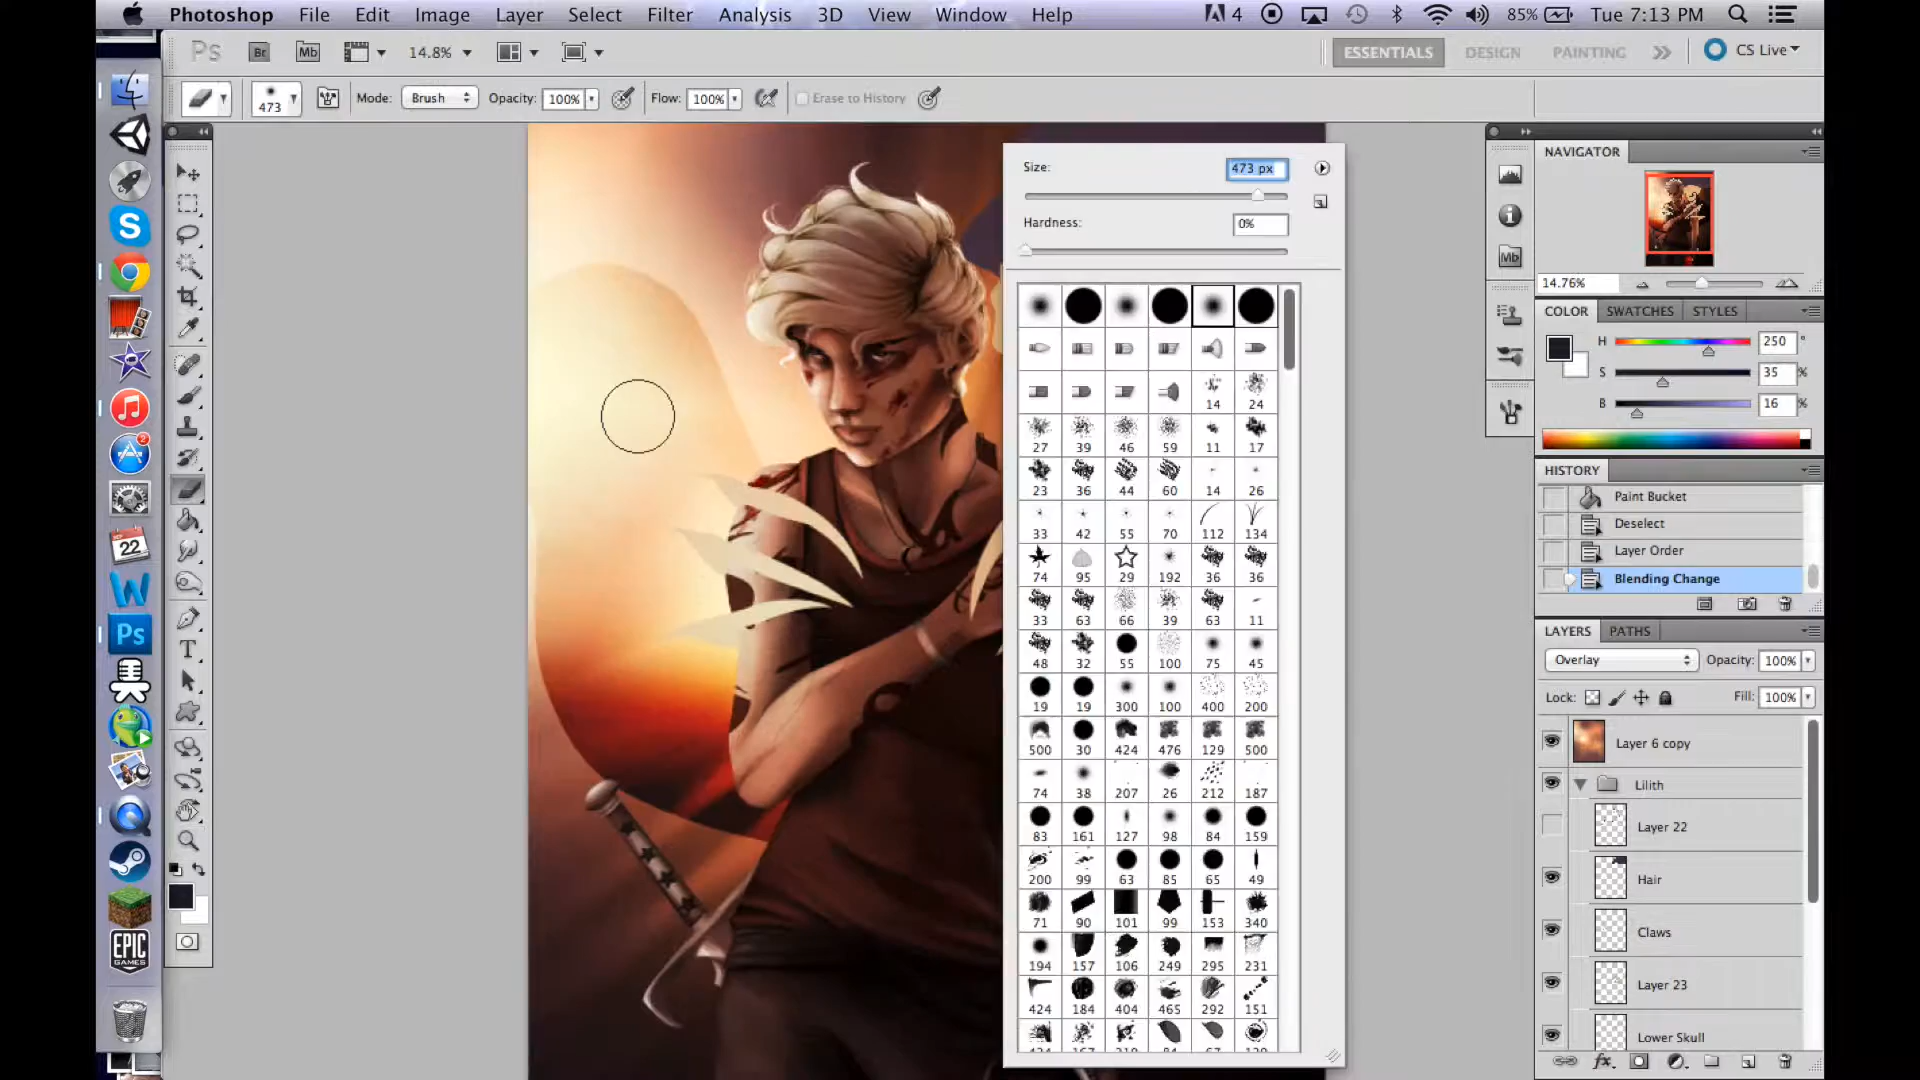 Photoshop File Edit Image Layer Select Filter Analysis 3D View Window Help 4 85% Tue 7:13 PM
Ps Br Mb 14.8% ESSENTIALS DESIGN PAINTING CS Live
473 Mode: Brush Opacity: 100% Flow: 100% Erase to History
Size: 473 px
Hardness: 0%
14 24
27 39 46 59 11 17
23 36 44 60 14 26
33 42 55 70 112 134
74 95 29 192 36 36
33 63 66 39 63 11
48 32 55 100 75 45
19 19 300 100 400 200
500 30 424 476 129 500
74 38 207 26 212 187
83 161 127 98 84 159
200 99 63 85 65 49
71 90 101 99 153 340
194 157 106 249 295 231
424 184 404 465 292 151
NAVIGATOR
Mb
14.76%
COLOR SWATCHES STYLES
H 250 °
S 35 %
B 16 %
HISTORY
Paint Bucket
Deselect
Layer Order
Blending Change
LAYERS PATHS
Overlay Opacity: 100%
Lock: Fill: 100%
Layer 6 copy
Lilith
Layer 22
Hair
Claws
Layer 23
Lower Skull
fx
T
S
2
22
W
Ps
EPIC
GAMES